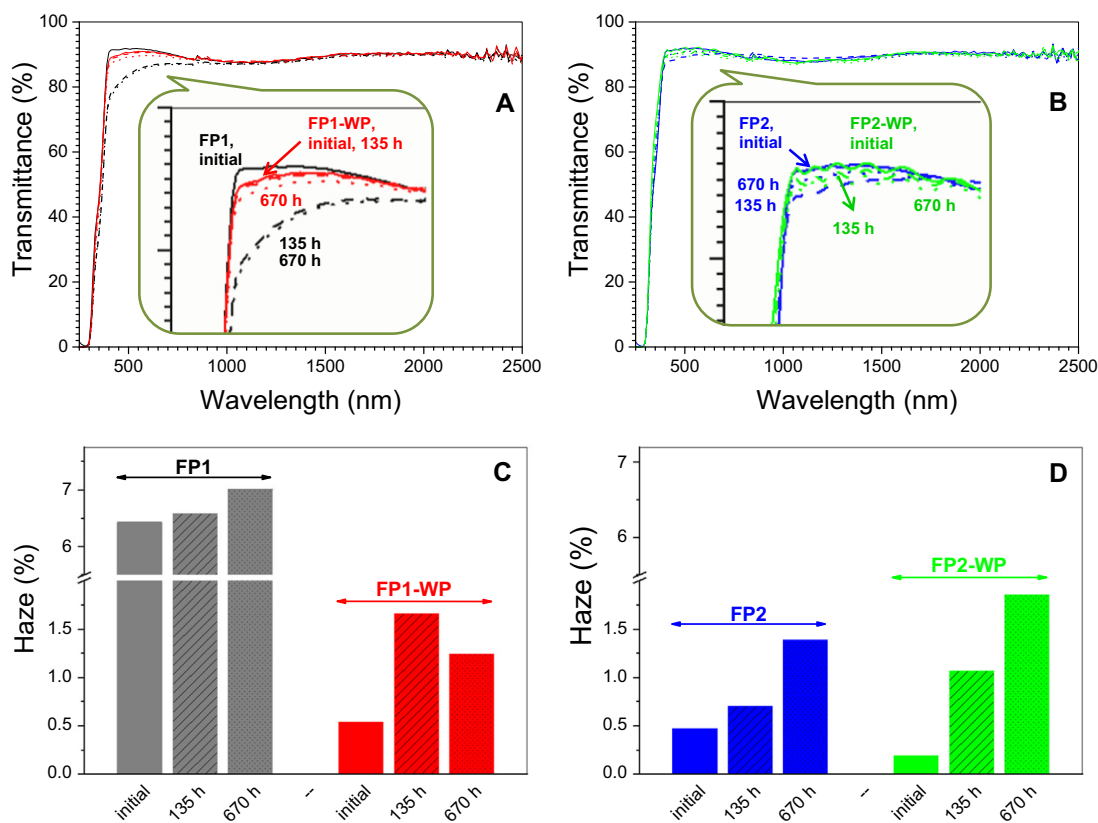 100
80
60
40
20
0
Transmittance (%)
500
1000
1500
2000
2500
Wavelength (nm)
A
FP1,
initial
FP1-WP,
initial, 135 h
670 h
135 h
670 h
100
80
60
40
20
0
Transmittance (%)
500
1000
1500
2000
2500
Wavelength (nm)
B
FP2,
initial
FP2-WP,
initial
670 h
135 h
135 h
670 h
7
6
1.5
1.0
0.5
0.0
Haze (%)
C
FP1
FP1-WP
initial
135 h
670 h
--
initial
135 h
670 h
7
6
1.5
1.0
0.5
0.0
Haze (%)
D
FP2
FP2-WP
initial
135 h
670 h
--
initial
135 h
670 h